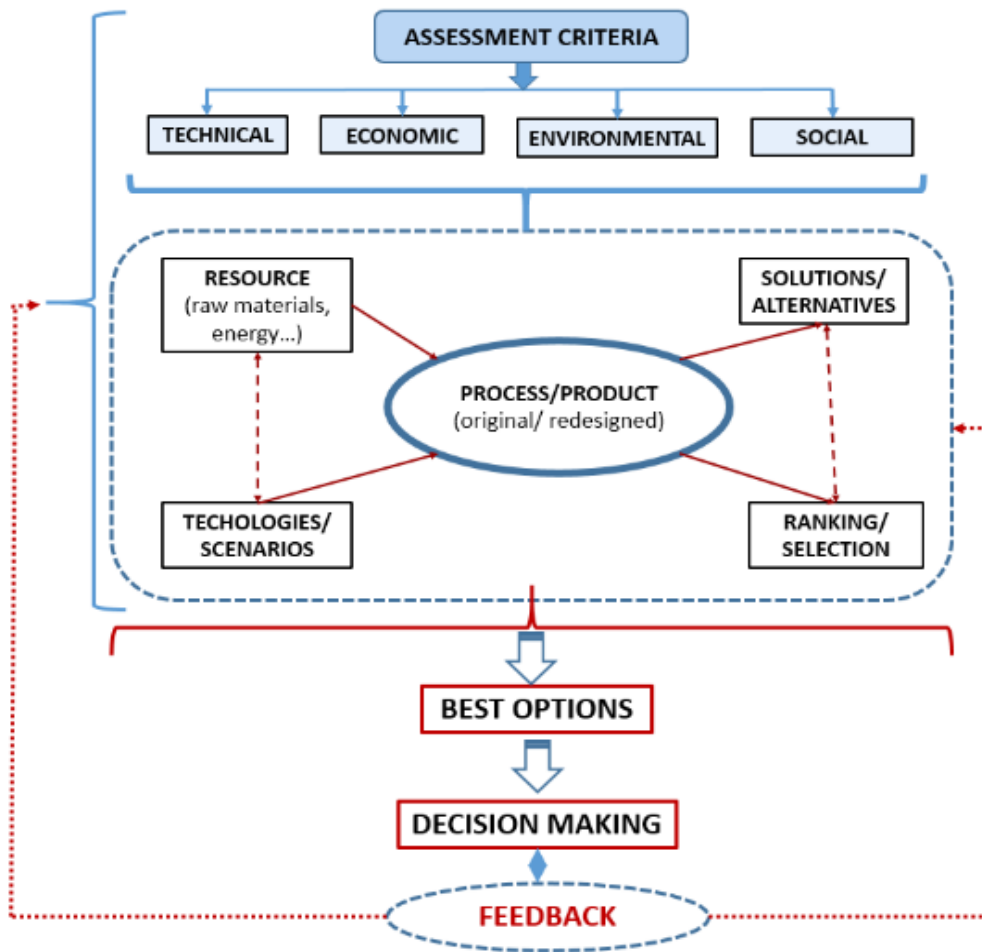 ASSESSMENT CRITERIA
TECHNICAL
ECONOMIC
ENVIRONMENTAL
SOCIAL
RESOURCE
(raw materials,
energy...)
SOLUTIONS/
ALTERNATIVES
PROCESS/PRODUCT
(original/ redesigned)
TECHOLOGIES/
SCENARIOS
RANKING/
SELECTION
BEST OPTIONS
DECISION MAKING
FEEDBACK